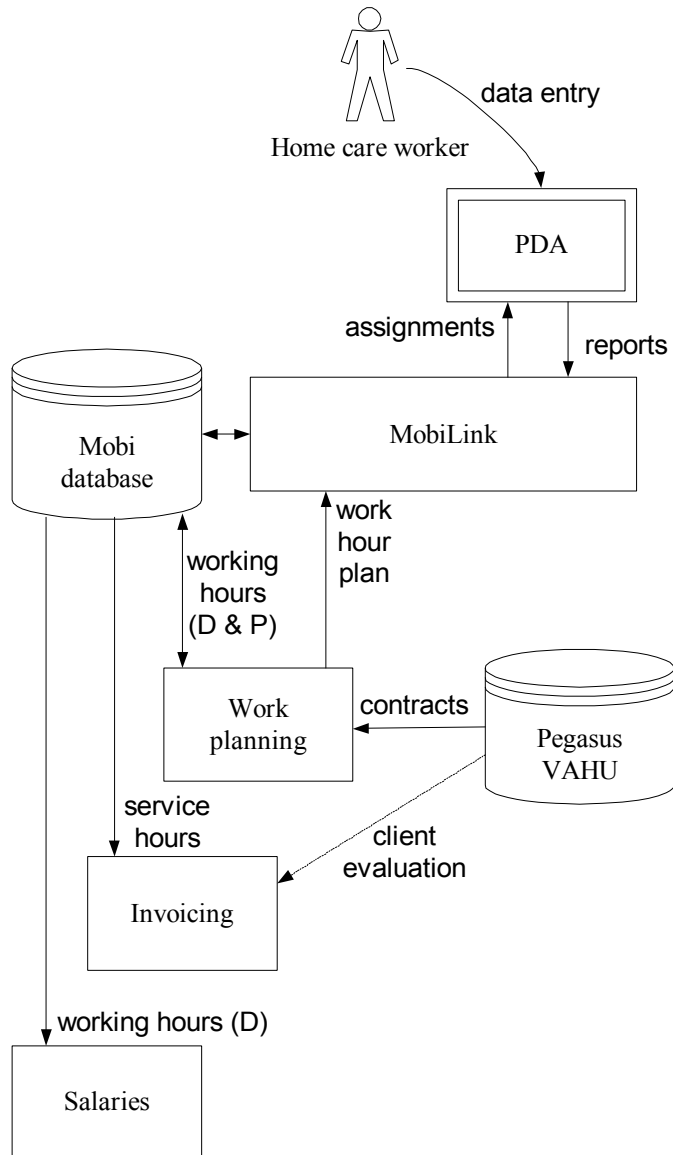 data entry
Home care worker
PDA
assignments
reports
Mobi
database
MobiLink
work
hour
plan
working
hours
(D & P)
Work
planning
contracts
Pegasus
VAHU
service
hours
client
evaluation
Invoicing
working hours (D)
Salaries